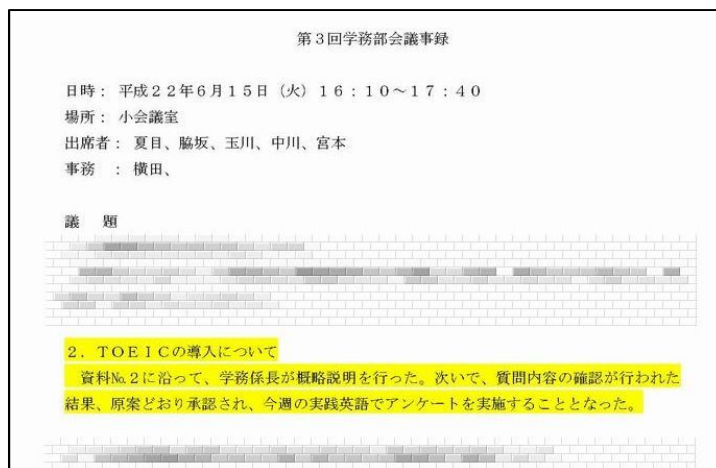 第３回学務部会議事録
日時： 平成２２年６月１５日（火）１６：１０～１７：４０
場所： 小会議室
出席者： 夏目、脇坂、玉川、中川、宮本
事務　： 横田、
議　題
２．ＴＯＥＩＣの導入について
　資料№２に沿って、学務係長が概略説明を行った。次いで、質問内容の確認が行われた
結果、原案どおり承認され、今週の実践英語でアンケートを実施することとなった。